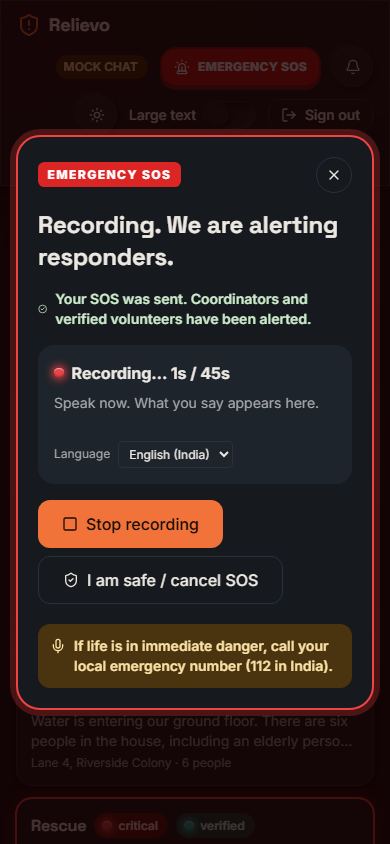 Relievo
MOCK CHAT
EMERGENCY SOS
Large text
Sign out
EMERGENCY SOS
Recording. We are alerting
responders.
Your SOS was sent. Coordinators and
verified volunteers have been alerted.
Recording... 1s / 45s
Speak now. What you say appears here.
Language
English (India)
Stop recording
I am safe / cancel SOS
If life is in immediate danger, call your
local emergency number (112 in India).
Water is entering our ground floor. There are six
people in the house, including an elderly perso...
Lane 4, Riverside Colony · 6 people
Rescue
critical
verified